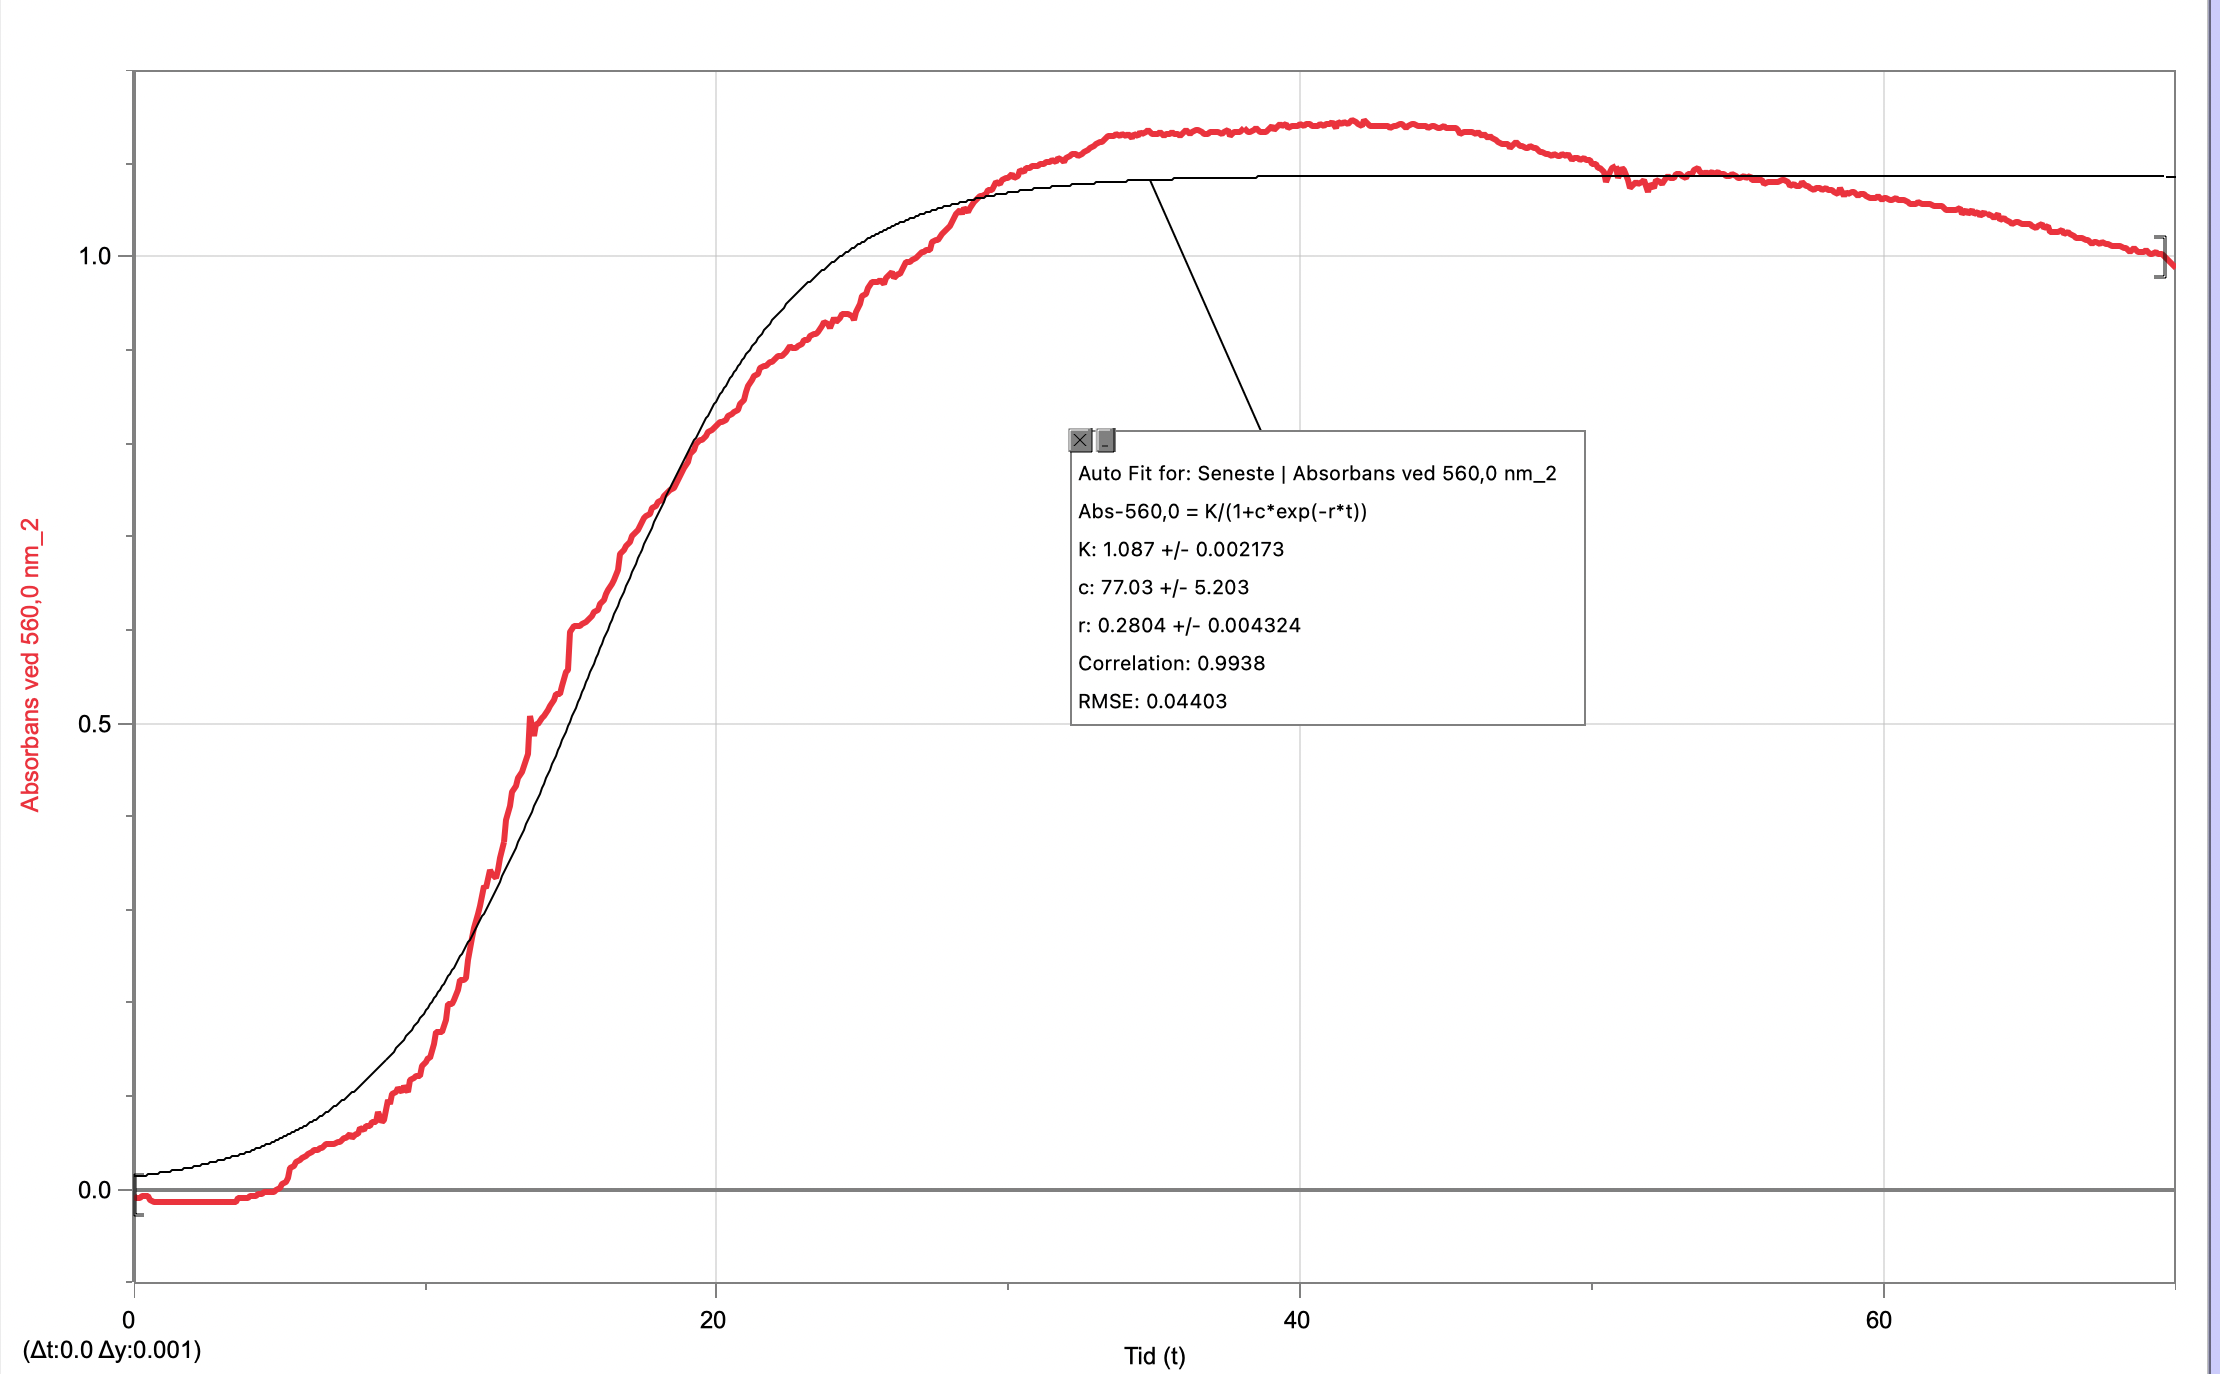 Absorbans ved 560,0 nm_2
1.0
0.5
0.0
Auto Fit for: Seneste | Absorbans ved 560,0 nm_2
Abs-560,0 = K/(1+c*exp(-r*t))
K: 1.087 +/- 0.002173
c: 77.03 +/- 5.203
r: 0.2804 +/- 0.004324
Correlation: 0.9938
RMSE: 0.04403
0 20 40 60
(Δt:0.0 Δy:0.001)
Tid (t)